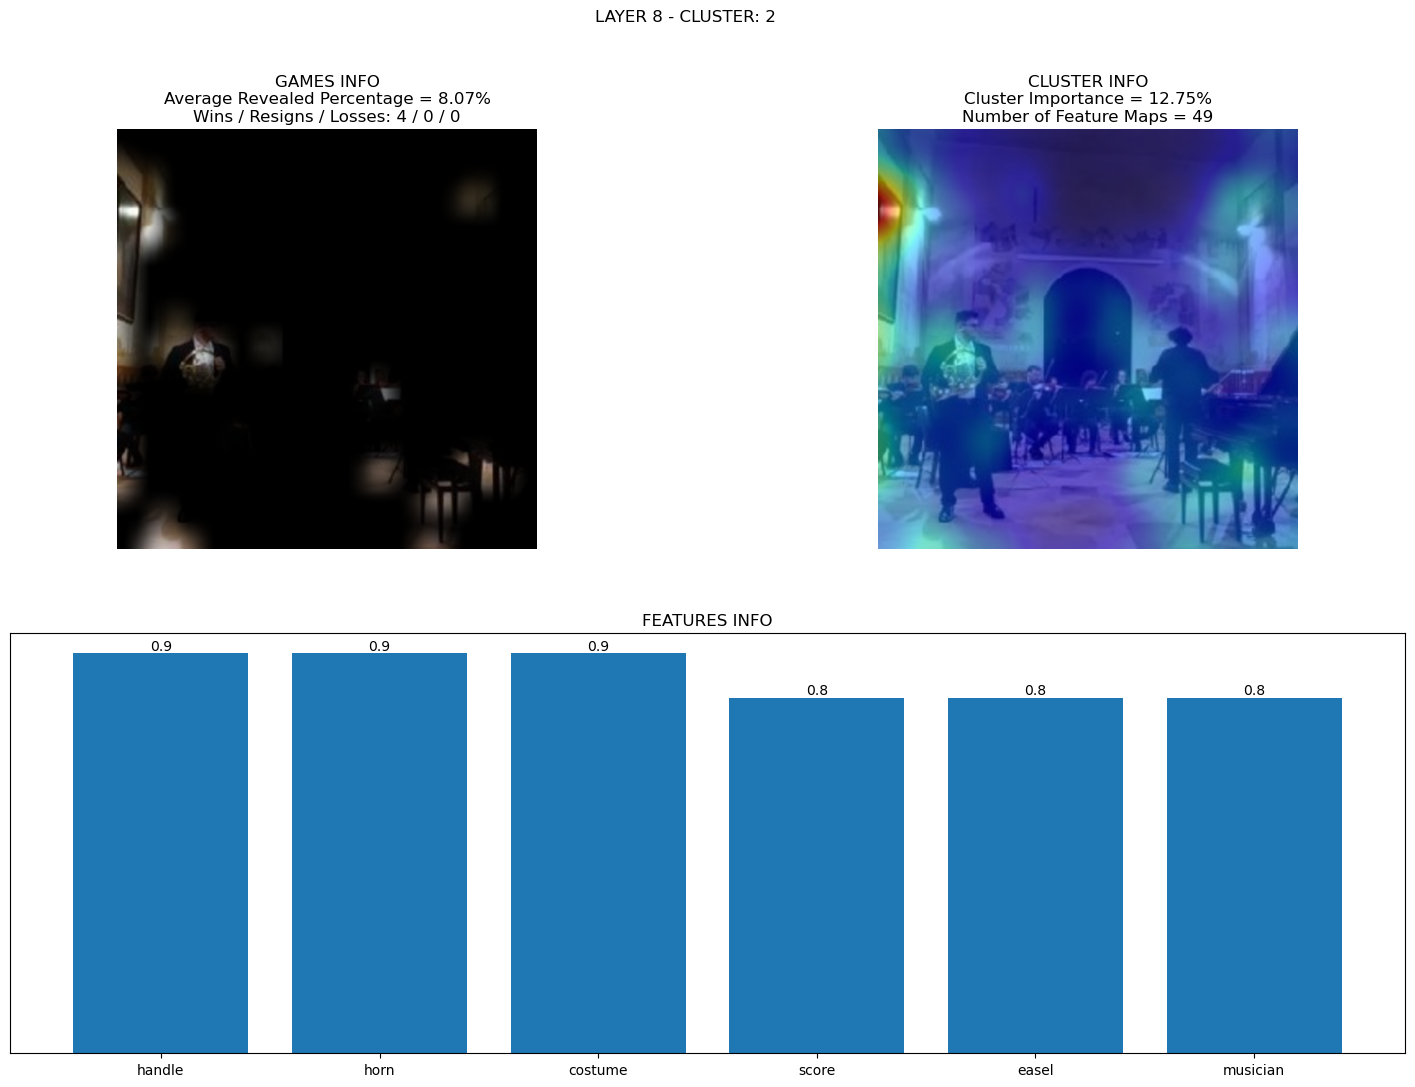 LAYER 8 - CLUSTER: 2
GAMES INFO
Average Revealed Percentage = 8.07%
Wins / Resigns / Losses: 4 / 0 / 0
CLUSTER INFO
Cluster Importance = 12.75%
Number of Feature Maps = 49
FEATURES INFO
0.9 0.9 0.9 0.8 0.8 0.8
handle horn costume score easel musician